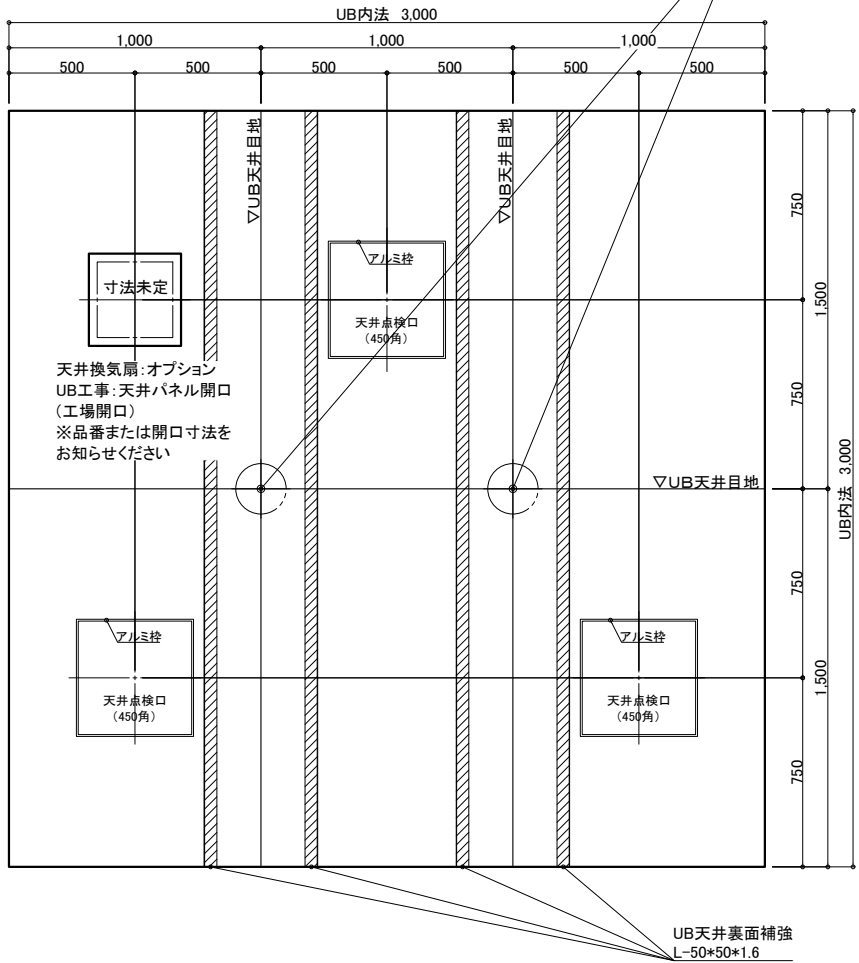 UB内法 3,000
1,000
1,000
1,000
500
500
500
500
500
500
▽UB天井目地
▽UB天井目地
アルミ枠
寸法未定
天井点検口
(450角)
天井換気扇:オプション
UB工事:天井パネル開口
(工場開口)
※品番または開口寸法を
お知らせください
▽UB天井目地
750
1,500
750
UB内法 3,000
750
1,500
750
アルミ枠
天井点検口
(450角)
アルミ枠
天井点検口
(450角)
UB天井裏面補強
L-50*50*1.6